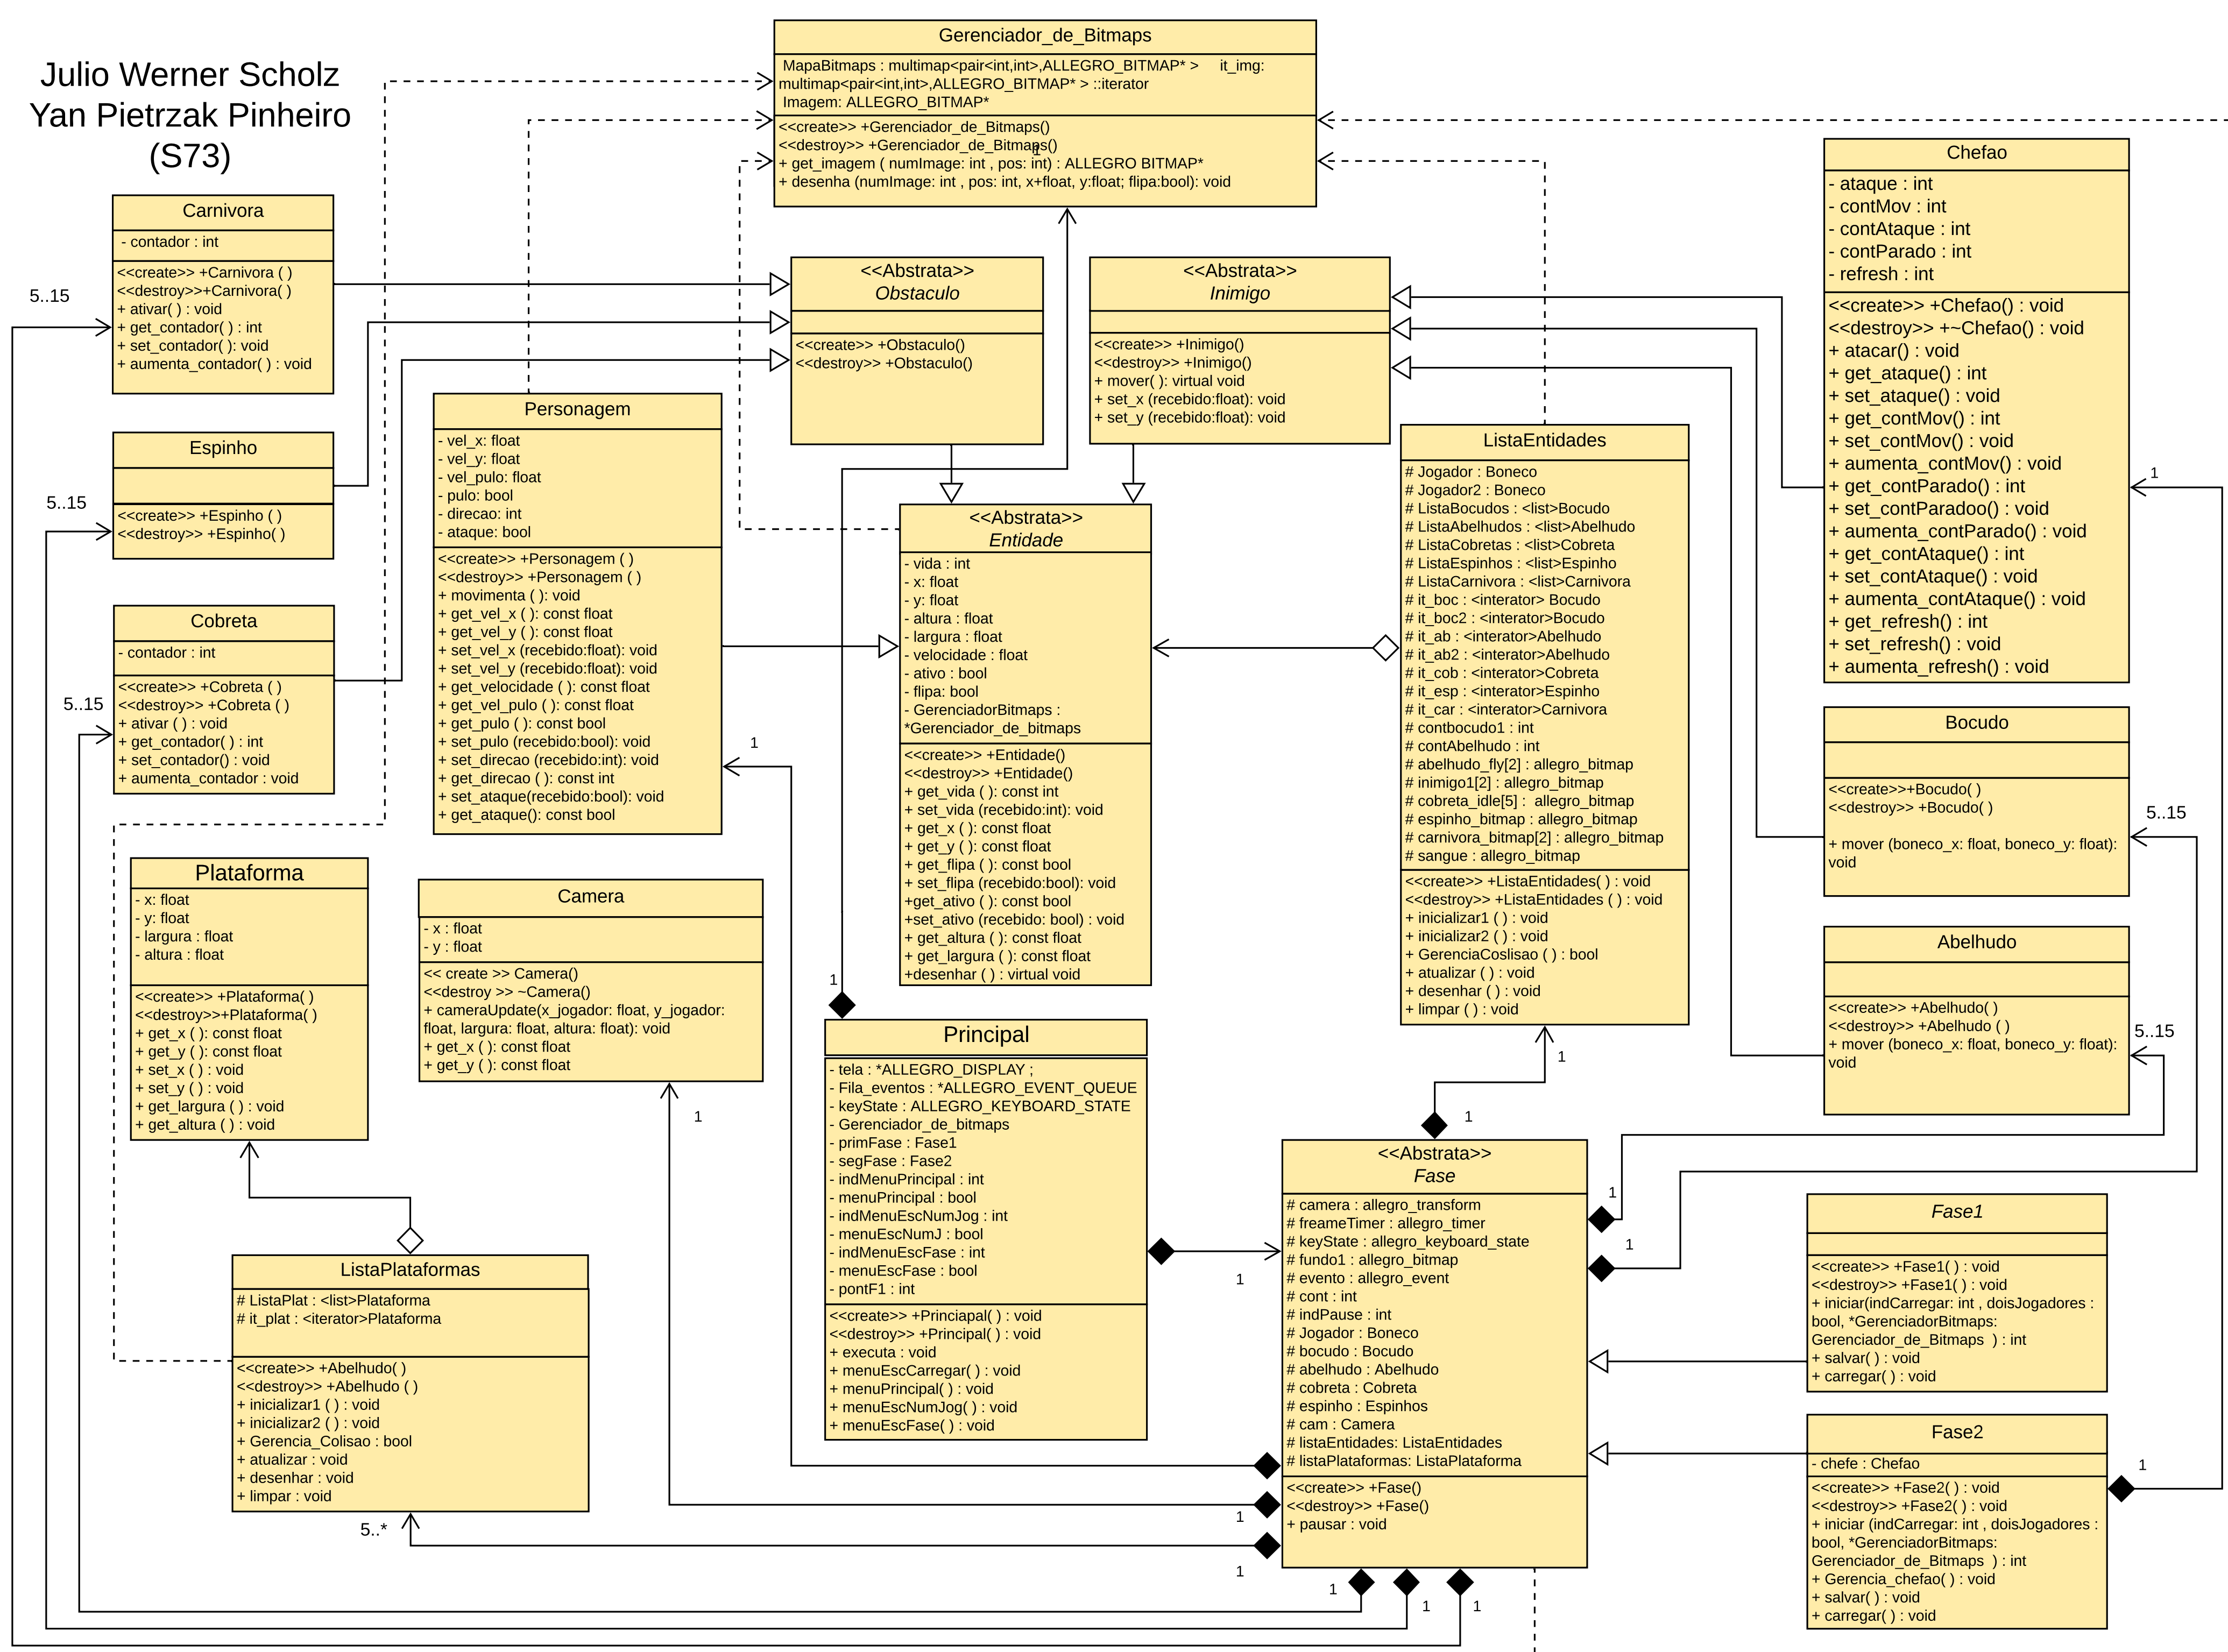 Julio Werner Scholz
Yan Pietrzak Pinheiro
(S73)
Gerenciador_de_Bitmaps
MapaBitmaps : multimap<pair<int,int>,ALLEGRO_BITMAP* > it_img:
multimap<pair<int,int>,ALLEGRO_BITMAP* > ::iterator
Imagem: ALLEGRO_BITMAP*
<<create>> +Gerenciador_de_Bitmaps()
<<destroy>> +Gerenciador_de_Bitmaps()
1
+ get_imagem ( numImage: int , pos: int) : ALLEGRO BITMAP*
+ desenha (numImage: int , pos: int, x+float, y:float; flipa:bool): void
Carnivora
- contador : int
<<create>> +Carnivora ( )
<<destroy>>+Carnivora( )
+ ativar( ) : void
+ get_contador( ) : int
+ set_contador( ): void
+ aumenta_contador( ) : void
5..15
Espinho
<<create>> +Espinho ( )
<<destroy>> +Espinho( )
5..15
Cobreta
- contador : int
<<create>> +Cobreta ( )
<<destroy>> +Cobreta ( )
+ ativar ( ) : void
+ get_contador( ) : int
+ set_contador() : void
+ aumenta_contador : void
5..15
Personagem
- vel_x: float
- vel_y: float
- vel_pulo: float
- pulo: bool
- direcao: int
- ataque: bool
<<create>> +Personagem ( )
<<destroy>> +Personagem ( )
+ movimenta ( ): void
+ get_vel_x ( ): const float
+ get_vel_y ( ): const float
+ set_vel_x (recebido:float): void
+ set_vel_y (recebido:float): void
+ get_velocidade ( ): const float
+ get_vel_pulo ( ): const float
+ get_pulo ( ): const bool
+ set_pulo (recebido:bool): void
+ set_direcao (recebido:int): void
+ get_direcao ( ): const int
+ set_ataque(recebido:bool): void
+ get_ataque(): const bool
1
<<Abstrata>>
Obstaculo
<<create>> +Obstaculo()
<<destroy>> +Obstaculo()
<<Abstrata>>
Inimigo
<<create>> +Inimigo()
<<destroy>> +Inimigo()
+ mover( ): virtual void
+ set_x (recebido:float): void
+ set_y (recebido:float): void
<<Abstrata>>
Entidade
- vida : int
- x: float
- y: float
- altura : float
- largura : float
- velocidade : float
- ativo : bool
- flipa: bool
- GerenciadorBitmaps :
*Gerenciador_de_bitmaps
<<create>> +Entidade()
<<destroy>> +Entidade()
+ get_vida ( ): const int
+ set_vida (recebido:int): void
+ get_x ( ): const float
+ get_y ( ): const float
+ get_flipa ( ): const bool
+ set_flipa (recebido:bool): void
+get_ativo ( ): const bool
+set_ativo (recebido: bool) : void
+ get_altura ( ): const float
+ get_largura ( ): const float
+desenhar ( ) : virtual void
ListaEntidades
# Jogador : Boneco
# Jogador2 : Boneco
# ListaBocudos : <list>Bocudo
# ListaAbelhudos : <list>Abelhudo
# ListaCobretas : <list>Cobreta
# ListaEspinhos : <list>Espinho
# ListaCarnivora : <list>Carnivora
# it_boc : <interator> Bocudo
# it_boc2 : <interator>Bocudo
# it_ab : <interator>Abelhudo
# it_ab2 : <interator>Abelhudo
# it_cob : <interator>Cobreta
# it_esp : <interator>Espinho
# it_car : <interator>Carnivora
# contbocudo1 : int
# contAbelhudo : int
# abelhudo_fly[2] : allegro_bitmap
# inimigo1[2] : allegro_bitmap
# cobreta_idle[5] : allegro_bitmap
# espinho_bitmap : allegro_bitmap
# carnivora_bitmap[2] : allegro_bitmap
# sangue : allegro_bitmap
<<create>> +ListaEntidades( ) : void
<<destroy>> +ListaEntidades ( ) : void
+ inicializar1 ( ) : void
+ inicializar2 ( ) : void
+ GerenciaCoslisao ( ) : bool
+ atualizar ( ) : void
+ desenhar ( ) : void
+ limpar ( ) : void
1
1
Chefao
- ataque : int
- contMov : int
- contAtaque : int
- contParado : int
- refresh : int
<<create>> +Chefao() : void
<<destroy>> +~Chefao() : void
+ atacar() : void
+ get_ataque() : int
+ set_ataque() : void
+ get_contMov() : int
+ set_contMov() : void
+ aumenta_contMov() : void
+ get_contParado() : int
+ set_contParadoo() : void
+ aumenta_contParado() : void
+ get_contAtaque() : int
+ set_contAtaque() : void
+ aumenta_contAtaque() : void
+ get_refresh() : int
+ set_refresh() : void
+ aumenta_refresh() : void
1
Bocudo
<<create>>+Bocudo( )
<<destroy>> +Bocudo( )
+ mover (boneco_x: float, boneco_y: float):
void
5..15
Abelhudo
<<create>> +Abelhudo( )
<<destroy>> +Abelhudo ( )
+ mover (boneco_x: float, boneco_y: float):
void
5..15
Plataforma
- x: float
- y: float
- largura : float
- altura : float
<<create>> +Plataforma( )
<<destroy>>+Plataforma( )
+ get_x ( ): const float
+ get_y ( ): const float
+ set_x ( ) : void
+ set_y ( ) : void
+ get_largura ( ) : void
+ get_altura ( ) : void
Camera
- x : float
- y : float
<< create >> Camera()
<<destroy >> ~Camera()
+ cameraUpdate(x_jogador: float, y_jogador:
float, largura: float, altura: float): void
+ get_x ( ): const float
+ get_y ( ): const float
1
1
Principal
- tela : *ALLEGRO_DISPLAY ;
- Fila_eventos : *ALLEGRO_EVENT_QUEUE
- keyState : ALLEGRO_KEYBOARD_STATE
- Gerenciador_de_bitmaps
- primFase : Fase1
- segFase : Fase2
- indMenuPrincipal : int
- menuPrincipal : bool
- indMenuEscNumJog : int
- menuEscNumJ : bool
- indMenuEscFase : int
- menuEscFase : bool
- pontF1 : int
<<create>> +Princiapal( ) : void
<<destroy>> +Principal( ) : void
+ executa : void
+ menuEscCarregar( ) : void
+ menuPrincipal( ) : void
+ menuEscNumJog( ) : void
+ menuEscFase( ) : void
1
ListaPlataformas
# ListaPlat : <list>Plataforma
# it_plat : <iterator>Plataforma
<<create>> +Abelhudo( )
<<destroy>> +Abelhudo ( )
+ inicializar1 ( ) : void
+ inicializar2 ( ) : void
+ Gerencia_Colisao : bool
+ atualizar : void
+ desenhar : void
+ limpar : void
5..*
<<Abstrata>>
Fase
# camera : allegro_transform
# freameTimer : allegro_timer
# keyState : allegro_keyboard_state
# fundo1 : allegro_bitmap
# evento : allegro_event
# cont : int
# indPause : int
# Jogador : Boneco
# bocudo : Bocudo
# abelhudo : Abelhudo
# cobreta : Cobreta
# espinho : Espinhos
# cam : Camera
# listaEntidades: ListaEntidades
# listaPlataformas: ListaPlataforma
<<create>> +Fase()
<<destroy>> +Fase()
+ pausar : void
1
1
1
1
1
1
1
Fase1
<<create>> +Fase1( ) : void
<<destroy>> +Fase1( ) : void
+ iniciar(indCarregar: int , doisJogadores :
bool, *GerenciadorBitmaps:
Gerenciador_de_Bitmaps ) : int
+ salvar( ) : void
+ carregar( ) : void
Fase2
- chefe : Chefao
<<create>> +Fase2( ) : void
<<destroy>> +Fase2( ) : void
+ iniciar (indCarregar: int , doisJogadores :
bool, *GerenciadorBitmaps:
Gerenciador_de_Bitmaps ) : int
+ Gerencia_chefao( ) : void
+ salvar( ) : void
+ carregar( ) : void
1